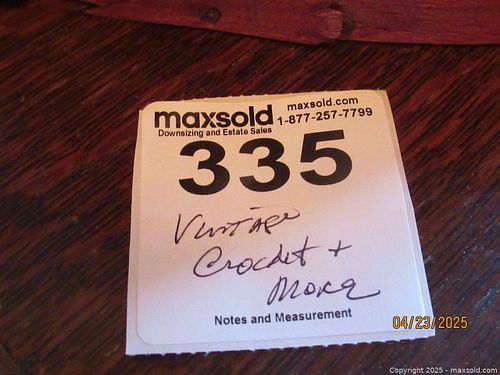 maxsold
maxsold.com
Downsizing and Estate Sales
1-877-257-7799
335
Vintage
Crochet +
More
Notes and Measurement
04/23/2025
Copyright 2025 - maxsold.com